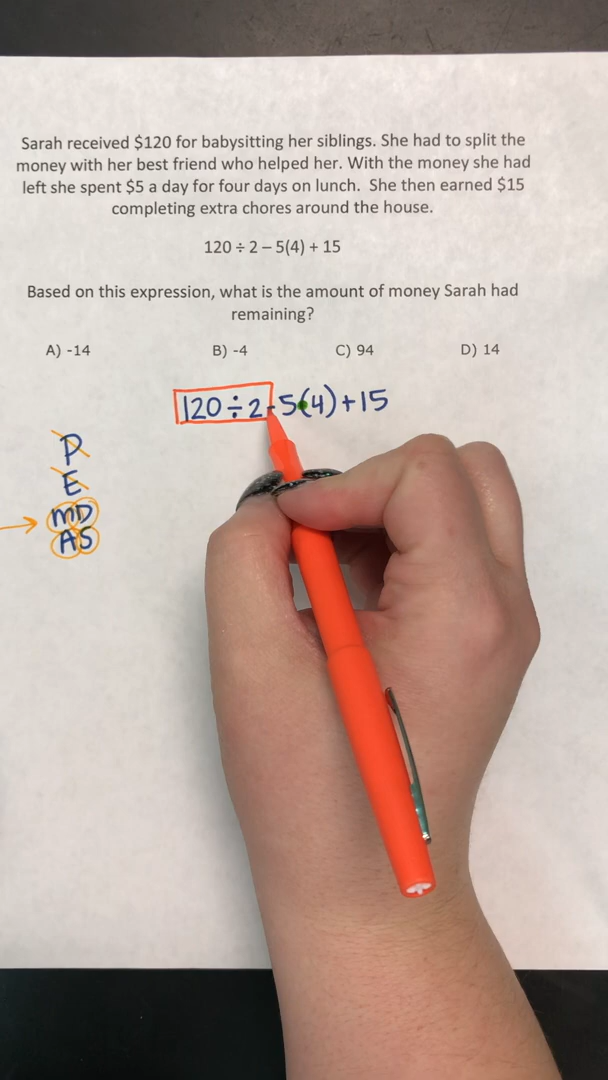 Sarah received $120 for babysitting her siblings. She had to split the
money with her best friend who helped her. With the money she had
left she spent $5 a day for four days on lunch. She then earned $15
completing extra chores around the house.
120 ÷ 2 – 5(4) + 15
Based on this expression, what is the amount of money Sarah had
remaining?
A) -14 B) -4 C) 94 D) 14
120 ÷ 2 - 5(4) + 15
P
E
MD
AS